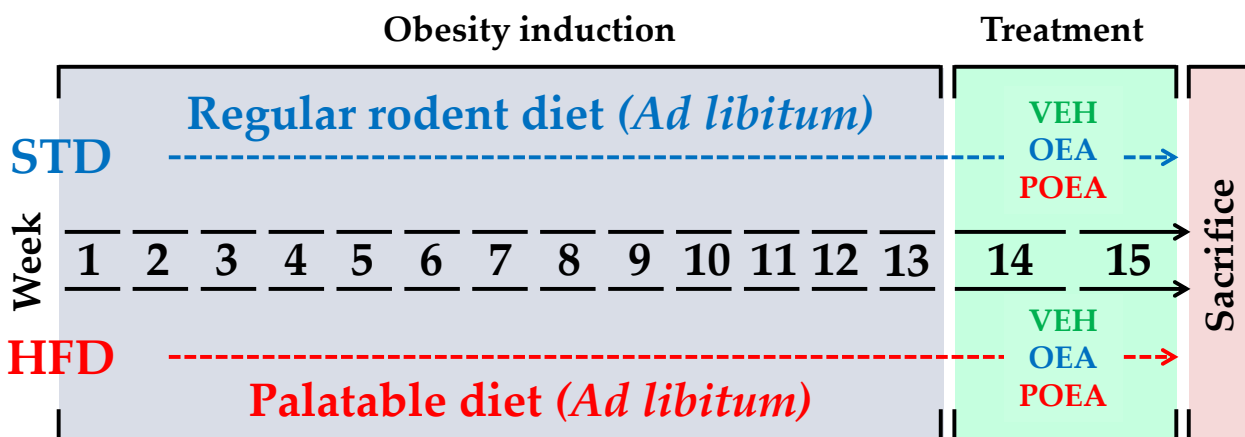 Obesity induction
Treatment
Regular rodent diet (Ad libitum)
STD
VEH
OEA
POEA
Week
1 2 3 4 5 6 7 8 9 10 11 12 13 14 15
Sacrifice
HFD
VEH
OEA
POEA
Palatable diet (Ad libitum)